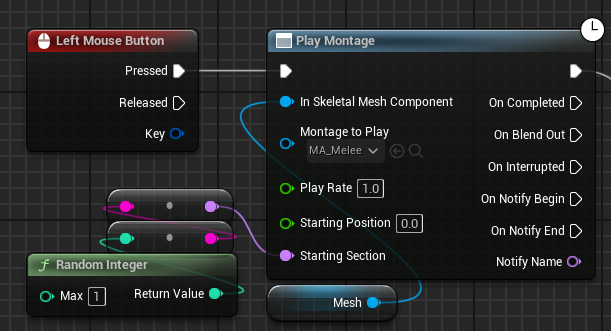 Left Mouse Button
Pressed
Released
Key
Play Montage
In Skeletal Mesh Component
Montage to Play
MA_Melee
Play Rate 1.0
Starting Position 0.0
Starting Section
On Completed
On Blend Out
On Interrupted
On Notify Begin
On Notify End
Notify Name
f Random Integer
Max 1 Return Value
Mesh